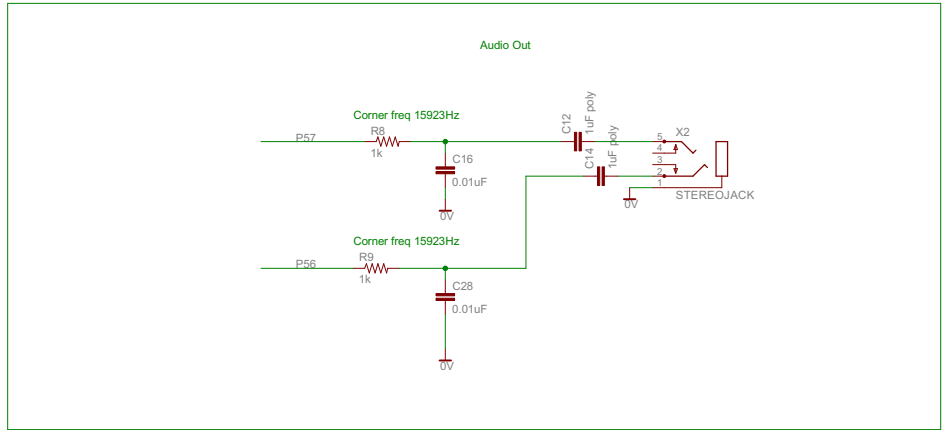 Audio Out
Corner freq 15923Hz
P57
R8
1k
C16
0.01uF
0V
C12
1uF poly
C14
1uF poly
X2
5
4
3
2
1
STEREOJACK
0V
Corner freq 15923Hz
P56
R9
1k
C28
0.01uF
0V